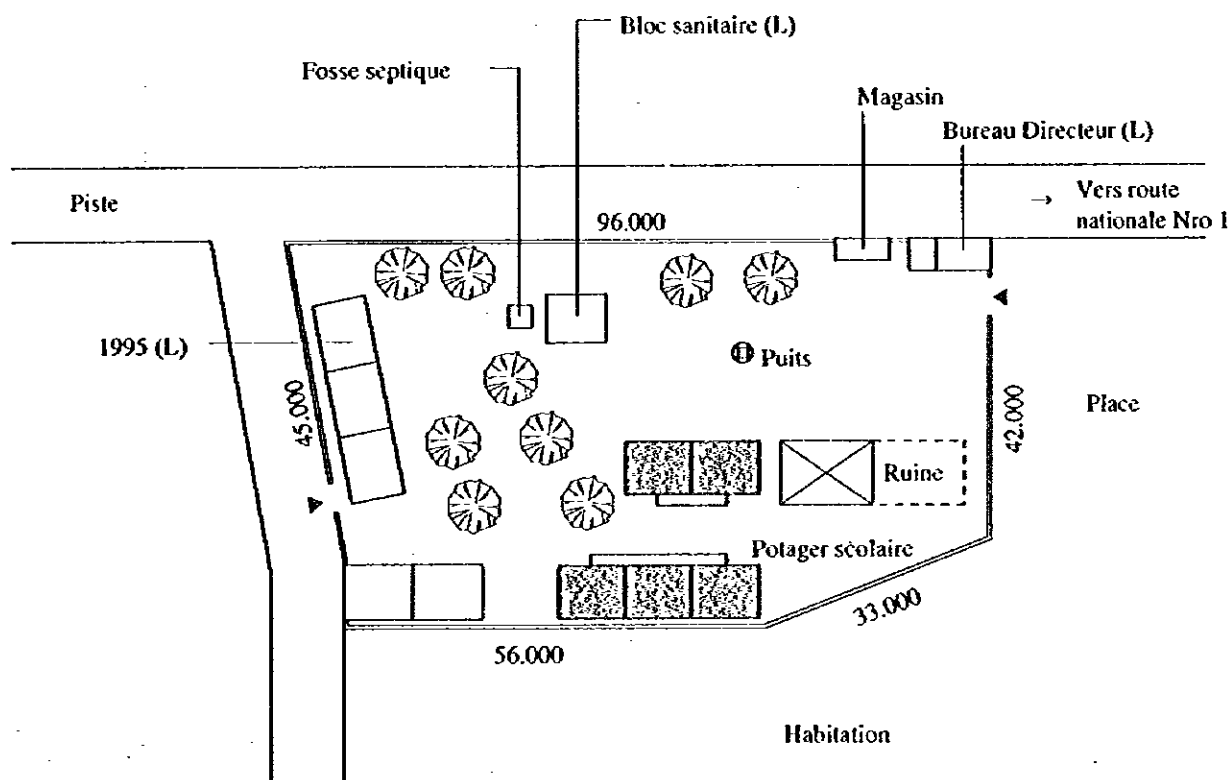 Bloc sanitaire (L)
Fosse septique
Magasin
Bureau Directeur (L)
Piste
→ Vers route
nationale Nro 1
96.000
1995 (L)
45.000
Puits
Place
42.000
Ruine
Potager scolaire
33.000
56.000
Habitation